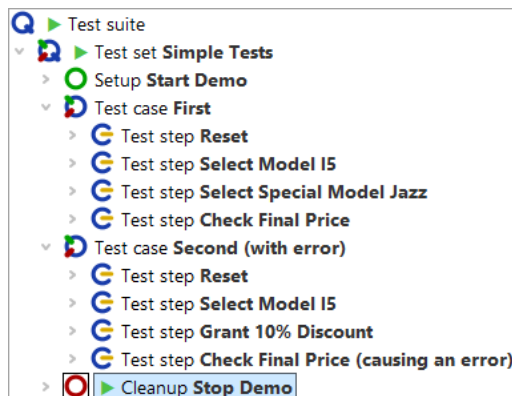 Test suite
Test set Simple Tests
Setup Start Demo
Test case First
Test step Reset
Test step Select Model I5
Test step Select Special Model Jazz
Test step Check Final Price
Test case Second (with error)
Test step Reset
Test step Select Model I5
Test step Grant 10% Discount
Test step Check Final Price (causing an error)
Cleanup Stop Demo